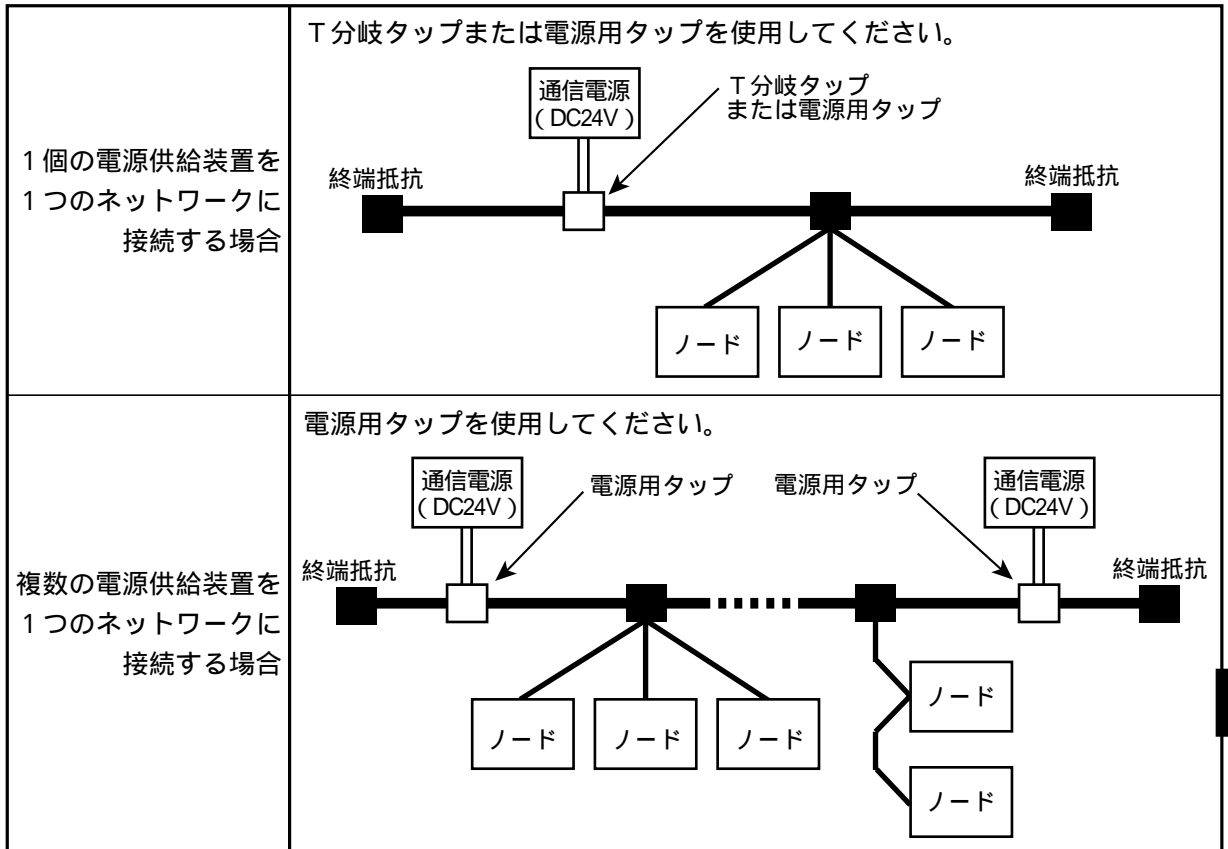 1個の電源供給装置を
1つのネットワークに
接続する場合
T分岐タップまたは電源用タップを使用してください。
通信電源
(DC24V)
T分岐タップ
または電源用タップ
終端抵抗
終端抵抗
ノード
ノード
ノード
複数の電源供給装置を
1つのネットワークに
接続する場合
電源用タップを使用してください。
通信電源
(DC24V)
電源用タップ
電源用タップ
通信電源
(DC24V)
終端抵抗
終端抵抗
ノード
ノード
ノード
ノード
ノード